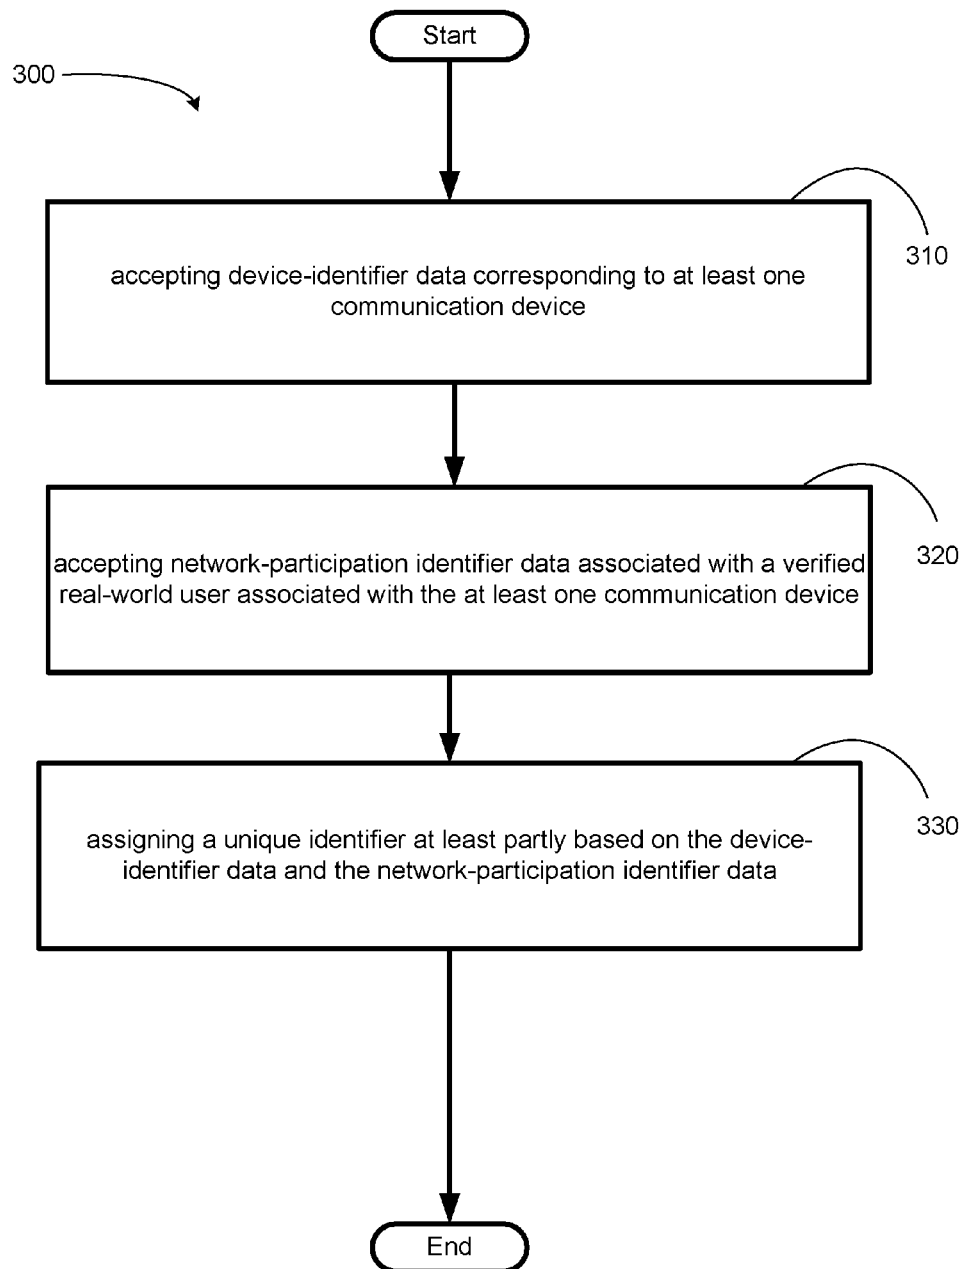 Start
300
310
accepting device-identifier data corresponding to at least one
communication device
320
accepting network-participation identifier data associated with a verified
real-world user associated with the at least one communication device
330
assigning a unique identifier at least partly based on the device-
identifier data and the network-participation identifier data
End